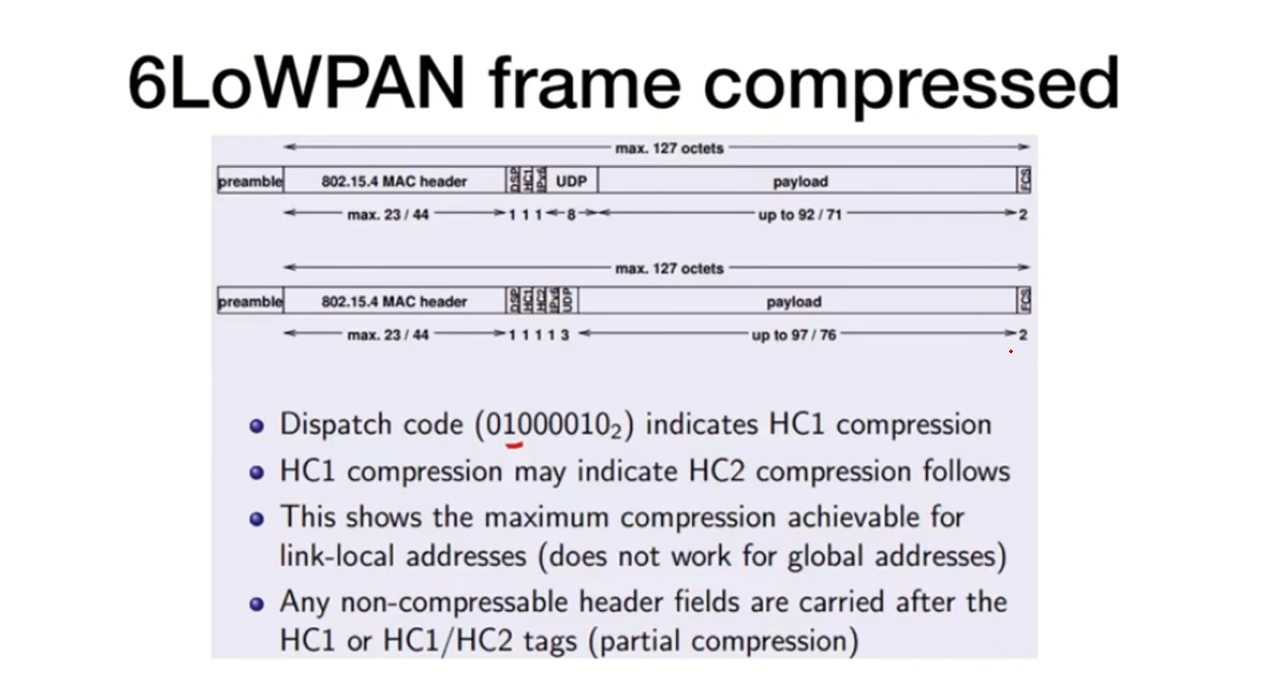 6LoWPAN frame compressed
max. 127 octets
preamble 802.15.4 MAC header DSP HC1 IPv6 UDP payload FCS
max. 23 / 44 1 1 1 8 up to 92 / 71 2
max. 127 octets
preamble 802.15.4 MAC header DSP HC1 HC2 IPv6 UDP payload FCS
max. 23 / 44 1 1 1 1 3 up to 97 / 76 2
Dispatch code (01000010₂) indicates HC1 compression
HC1 compression may indicate HC2 compression follows
This shows the maximum compression achievable for
link-local addresses (does not work for global addresses)
Any non-compressable header fields are carried after the
HC1 or HC1/HC2 tags (partial compression)